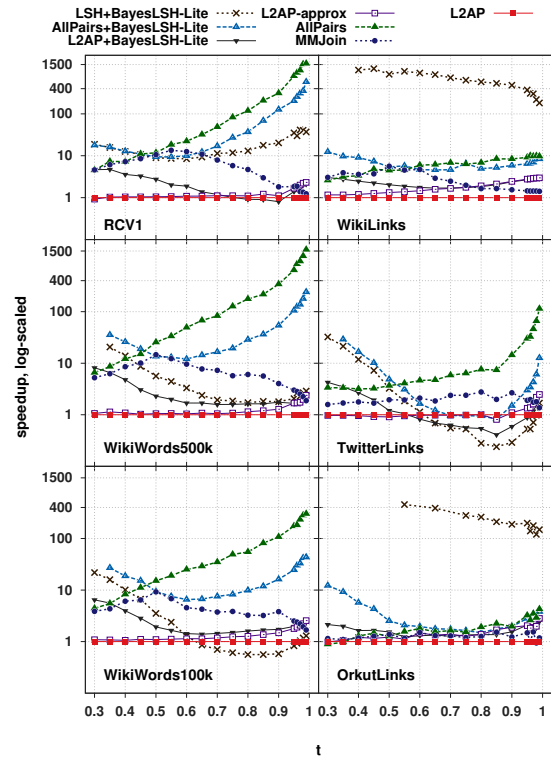 LSH+BayesLSH-Lite L2AP-approx L2AP
AllPairs+BayesLSH-Lite AllPairs
L2AP+BayesLSH-Lite MMJoin
speedup, log-scaled
1500
400
100
10
1
RCV1 WikiLinks
1500
400
100
10
1
WikiWords500k TwitterLinks
1500
400
100
10
1
WikiWords100k OrkutLinks
0.3 0.4 0.5 0.6 0.7 0.8 0.9 1 0.3 0.4 0.5 0.6 0.7 0.8 0.9 1
t